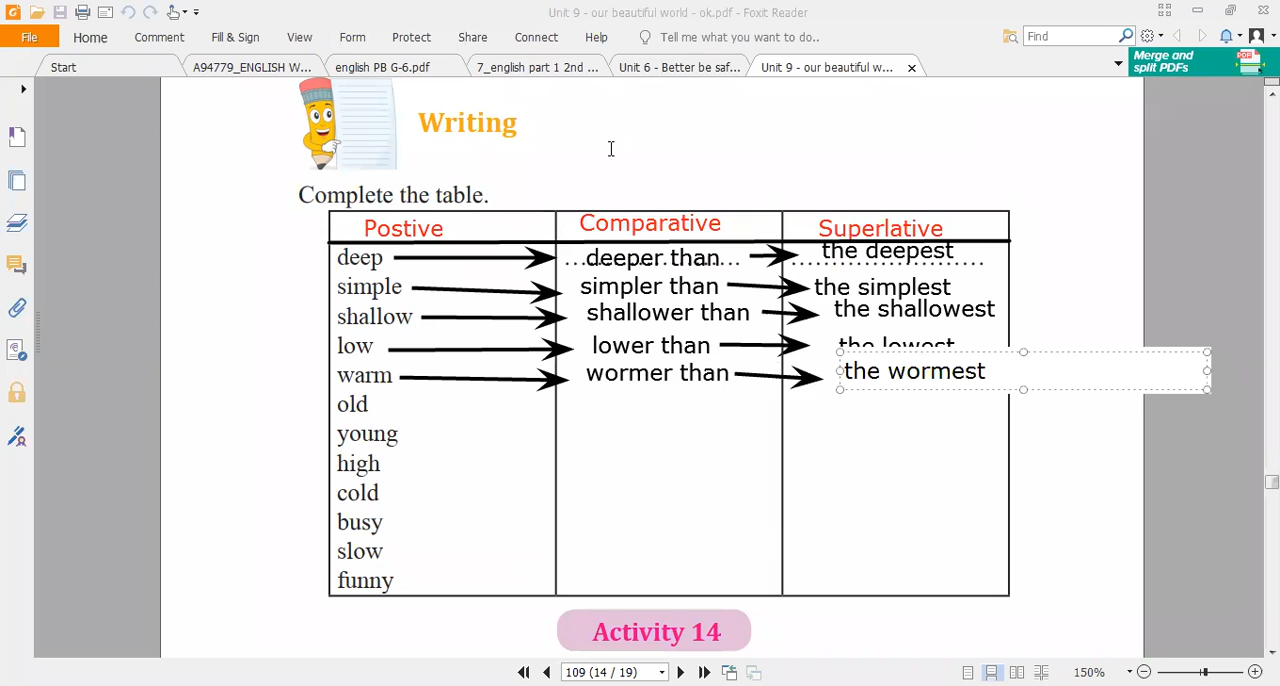 Unit 9 - our beautiful world - ok.pdf - Foxit Reader
File Home Comment Fill & Sign View Form Protect Share Connect Help Tell me what you want to do.. Find
Start A94779_ENGLISH W... english PB G-6.pdf 7_english part 1 2nd ... Unit 6 - Better be saf... Unit 9 - our beautiful w... Merge and split PDFs
Writing
Complete the table.
Postive Comparative Superlative
deep deeper than the deepest
simple simpler than the simplest
shallow shallower than the shallowest
low lower than the lowest
warm wormer than the wormest
old
young
high
cold
busy
slow
funny
Activity 14
109 (14 / 19) 150%